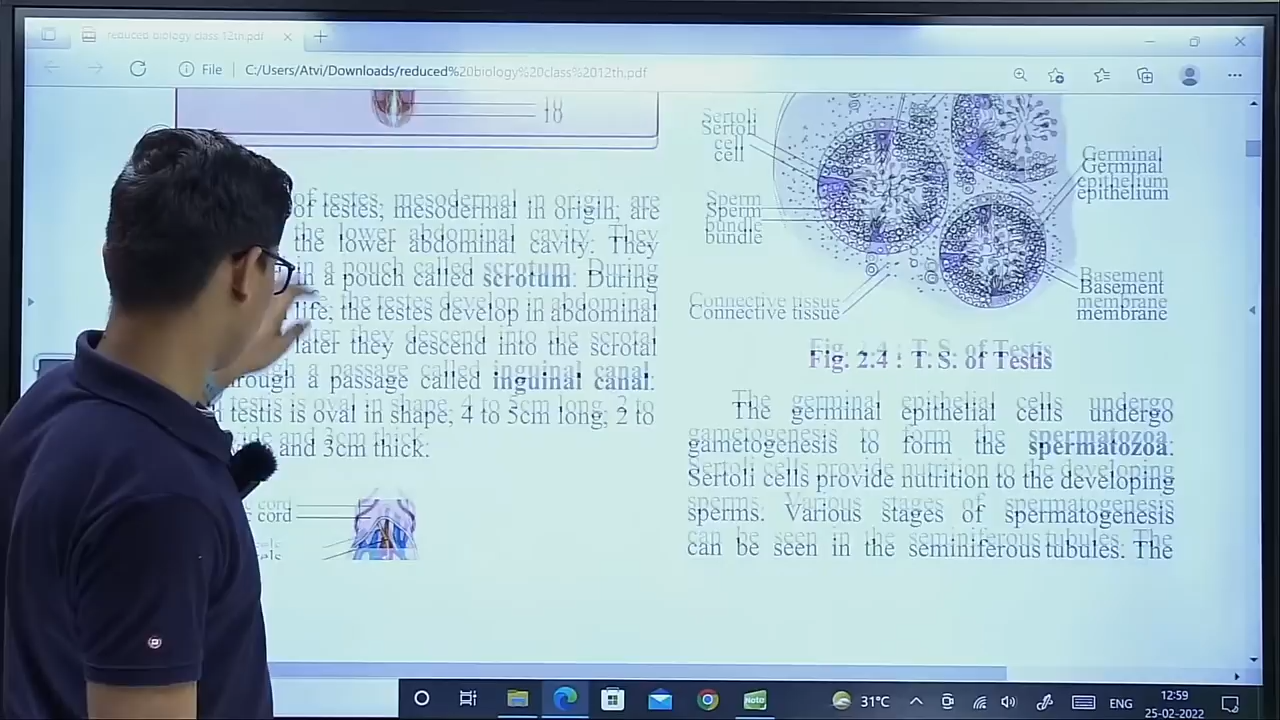 reduced biology class 12th.pdf
File C:/Users/Atvi/Downloads/reduced%20biology%20class%2012th.pdf
18
of testes, mesodermal in origin, are
the lower abdominal cavity. They
in a pouch called scrotum. During
life, the testes develop in abdominal
later they descend into the scrotal
through a passage called inguinal canal.
testis is oval in shape, 4 to 5cm long, 2 to
and 3cm thick.
cord
Sertoli
cell
Sperm
bundle
Connective tissue
Germinal
epithelium
Basement
membrane
Fig. 2.4 : T. S. of Testis
The germinal epithelial cells undergo
gametogenesis to form the spermatozoa.
Sertoli cells provide nutrition to the developing
sperms. Various stages of spermatogenesis
can be seen in the seminiferous tubules. The
Note
31°C
ENG
12:59
25-02-2022